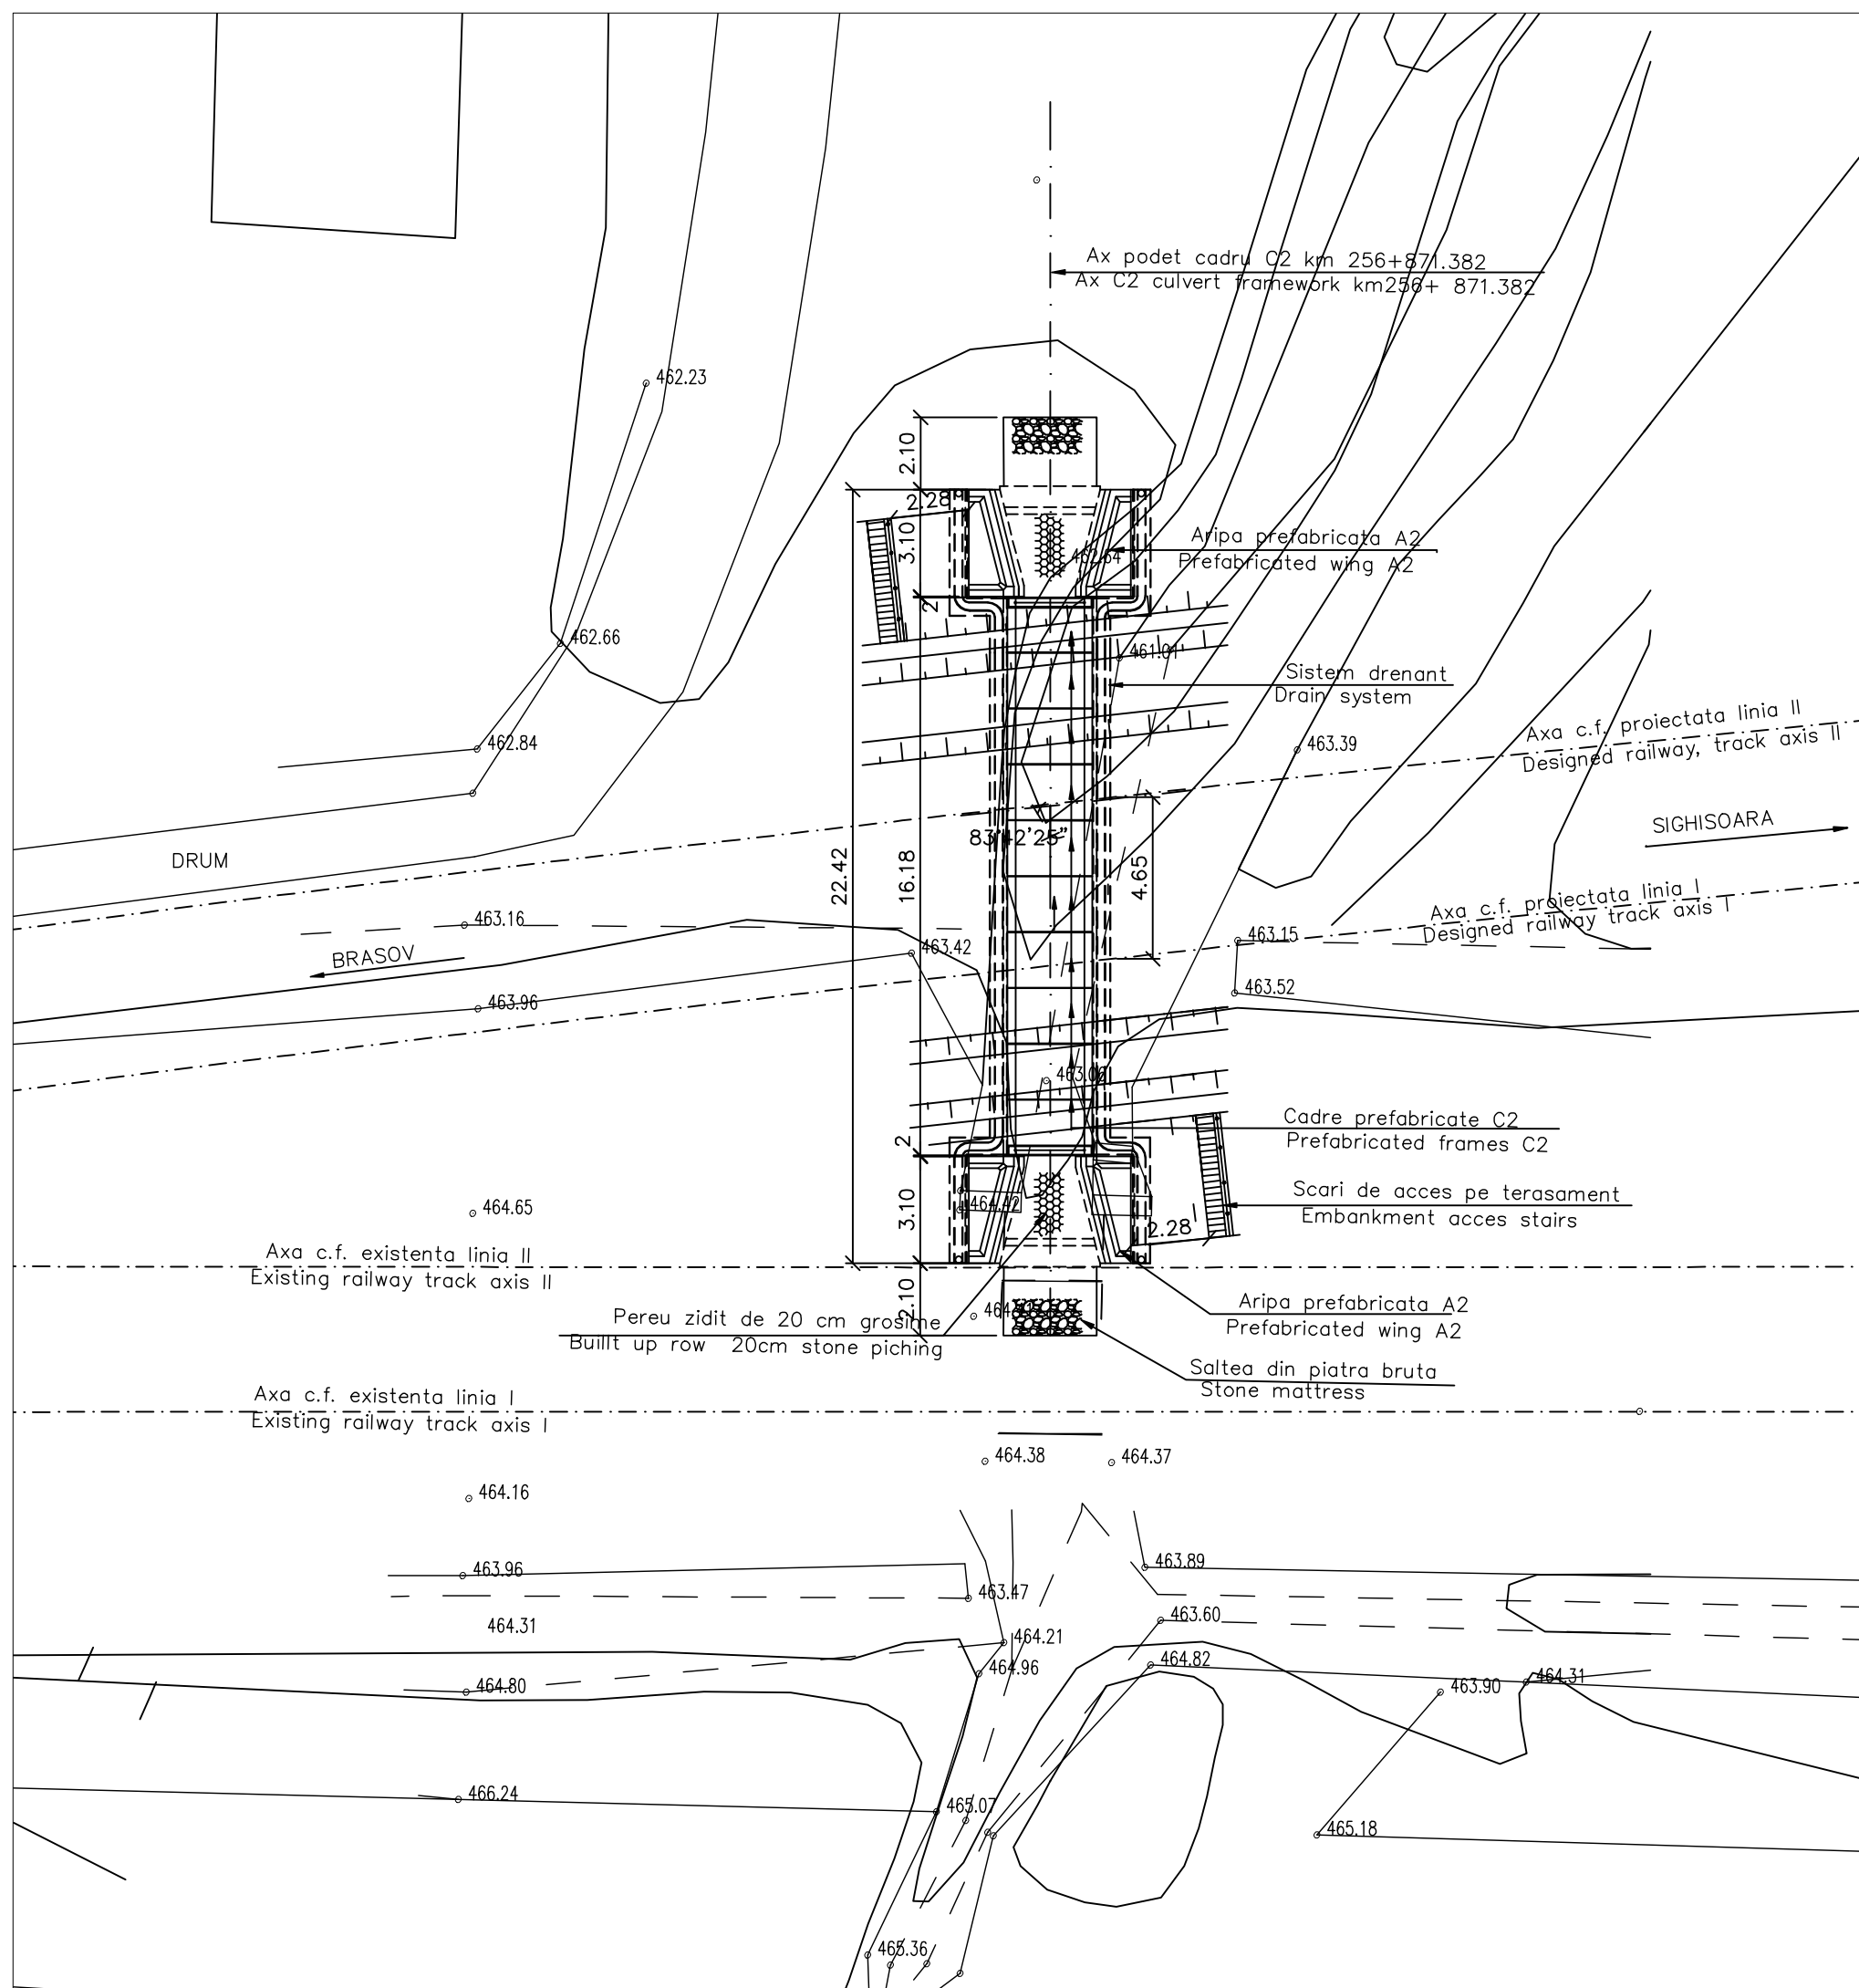 Ax podet cadru C2 km 256+871.382
Ax C2 culvert framework km256+ 871.382
462.23
2.10
2.28
3.10
Aripa prefabricata A2
Prefabricated wing A2
462.64
2
462.66
461.01
Sistem drenant
Drain system
Axa c.f. proiectata linia II
Designed railway, track axis II
462.84
463.39
SIGHISOARA
83°42'25"
DRUM
22.42
16.18
4.65
Axa c.f. proiectata linia I
Designed railway track axis I
463.16
463.42
463.15
BRASOV
463.96
463.52
463.06
Cadre prefabricate C2
Prefabricated frames C2
2
3.10
464.42
Scari de acces pe terasament
Embankment acces stairs
464.65
2.28
Axa c.f. existenta linia II
Existing railway track axis II
2.10
Aripa prefabricata A2
Prefabricated wing A2
Pereu zidit de 20 cm grosime
Buillt up row 20cm stone piching
Saltea din piatra bruta
Stone mattress
Axa c.f. existenta linia I
Existing railway track axis I
464.38
464.37
464.16
463.96
463.89
463.47
463.60
464.31
464.21
464.96
464.82
464.80
463.90
464.31
466.24
465.07
465.18
465.36